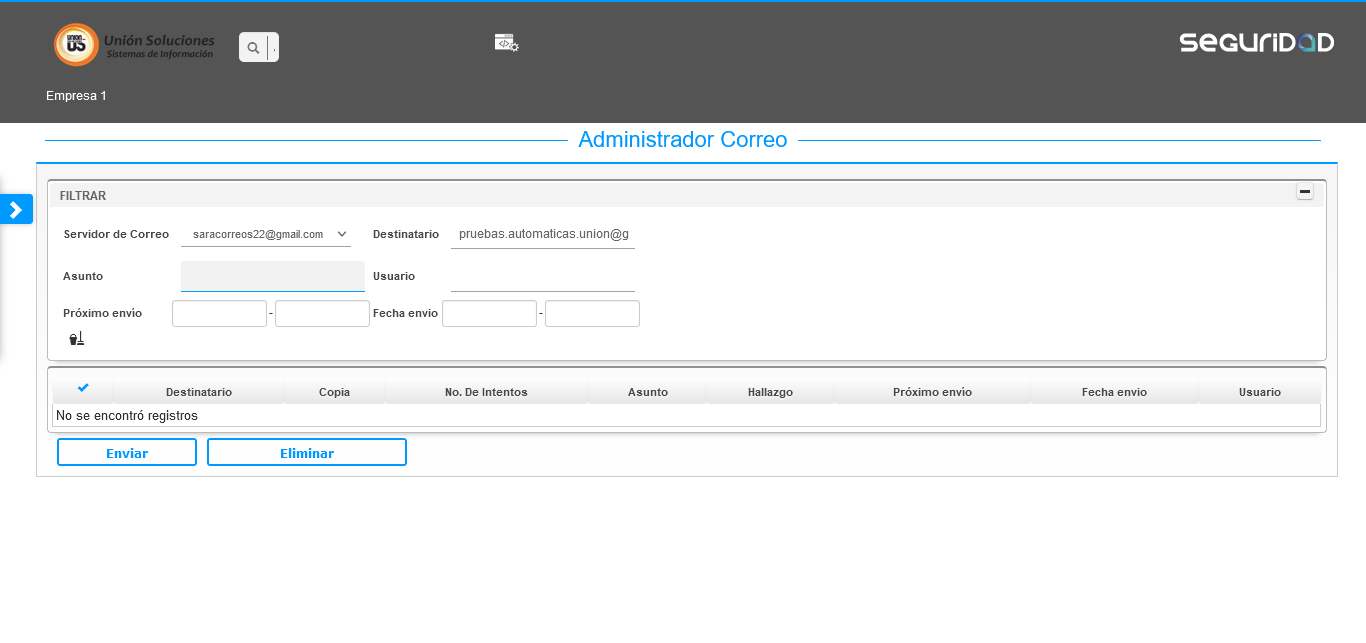 UNION
US
Unión Soluciones
Sistemas de Información
SEGURIDAD
Empresa 1
Administrador Correo
FILTRAR
Servidor de Correo saracorreos22@gmail.com Destinatario pruebas.automaticas.union@g
Asunto Usuario
Próximo envío - Fecha envio -
Destinatario Copia No. De Intentos Asunto Hallazgo Próximo envío Fecha envio Usuario
No se encontró registros
Enviar Eliminar